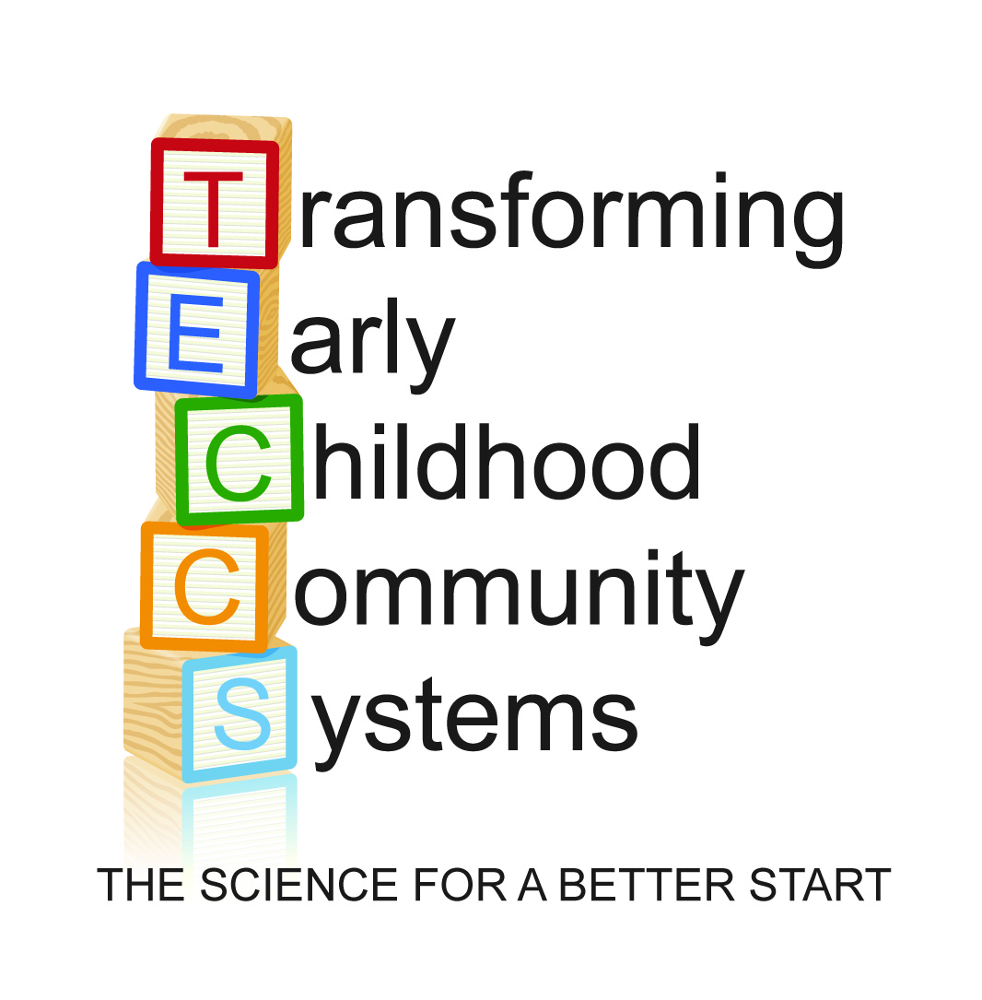 Transforming
Early
Childhood
Community
Systems
THE SCIENCE FOR A BETTER START